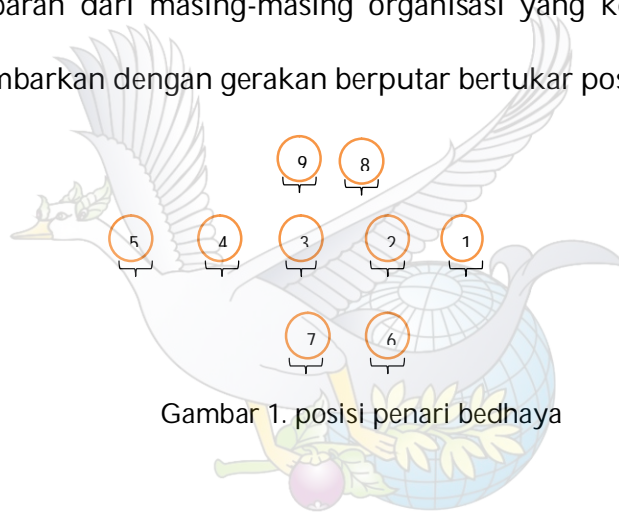 baran dari masing-masing organisasi yang
mbarkan dengan gerakan berputar bertukar
9 8
5 4 3 2 1
7 6
Gambar 1. posisi penari bedhaya